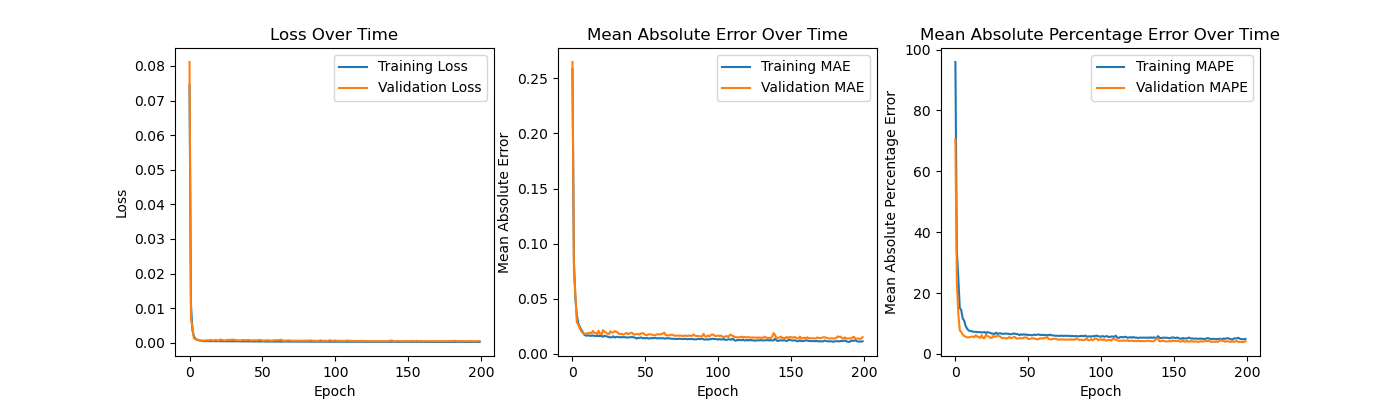 Loss Over Time
Training Loss
Validation Loss
0.08
0.07
0.06
0.05
0.04
0.03
0.02
0.01
0.00
Loss
0
50
100
150
200
Epoch
Mean Absolute Error Over Time
Training MAE
Validation MAE
0.25
0.20
0.15
0.10
0.05
0.00
Mean Absolute Error
0
50
100
150
200
Epoch
Mean Absolute Percentage Error Over Time
Training MAPE
Validation MAPE
100
80
60
40
20
0
Mean Absolute Percentage Error
0
50
100
150
200
Epoch